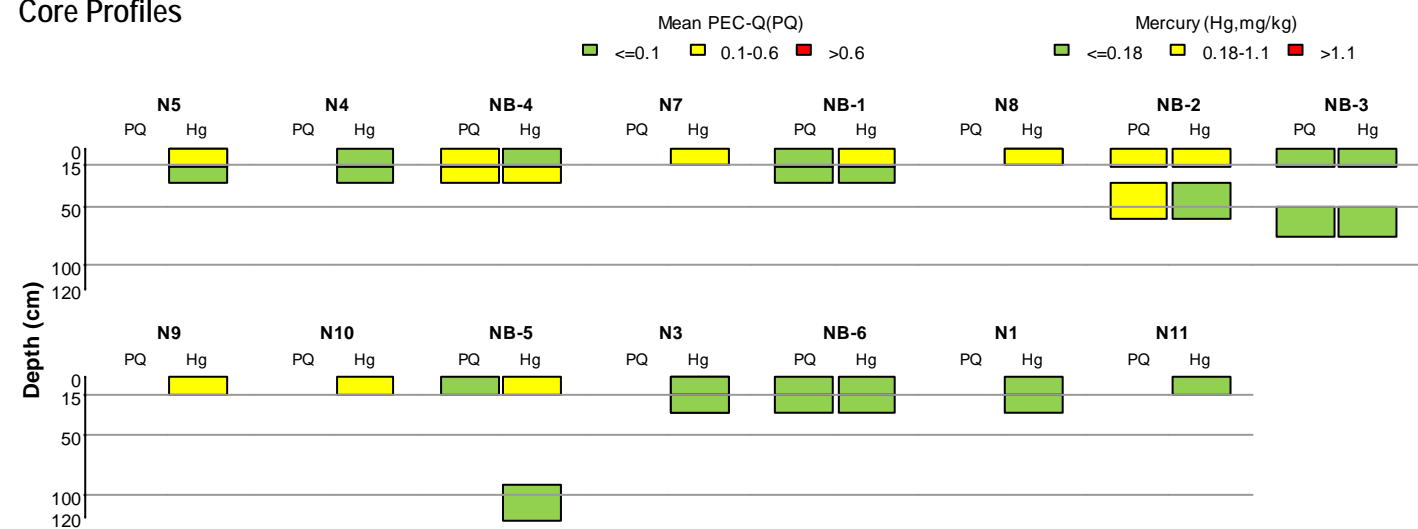 Core Profiles
Mean PEC-Q(PQ) Mercury (Hg,mg/kg)
<=0.1 0.1-0.6 >0.6 <=0.18 0.18-1.1 >1.1
N5 N4 NB-4 N7 NB-1 N8 NB-2 NB-3
PQ Hg PQ Hg PQ Hg PQ Hg PQ Hg PQ Hg PQ Hg PQ Hg
0
15
50
100
120
Depth (cm)
N9 N10 NB-5 N3 NB-6 N1 N11
PQ Hg PQ Hg PQ Hg PQ Hg PQ Hg PQ Hg PQ Hg
0
15
50
100
120